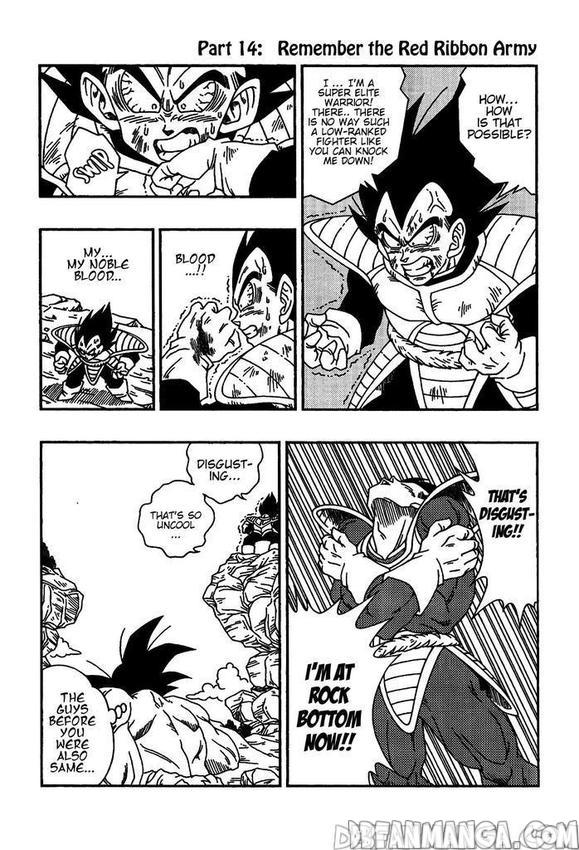 Part 14: Remember the Red Ribbon Army
HOW...
HOW
IS THAT
POSSIBLE?
I ... I'M A
SUPER ELITE
WARRIOR!
THERE.. THERE
IS NO WAY SUCH
A LOW-RANKED
FIGHTER LIKE
YOU CAN KNOCK
ME DOWN!
SWIP
BLOOD
...!!
MY...
MY NOBLE
BLOOD...
THAT'S
DISGUST-
ING!!
I'M AT
ROCK
BOTTOM
NOW!!
DISGUST-
ING...
THAT'S SO
UNCOOL
...
THE
GUYS
BEFORE
YOU
WERE
ALSO
SAME...
DBFANMANGA.COM